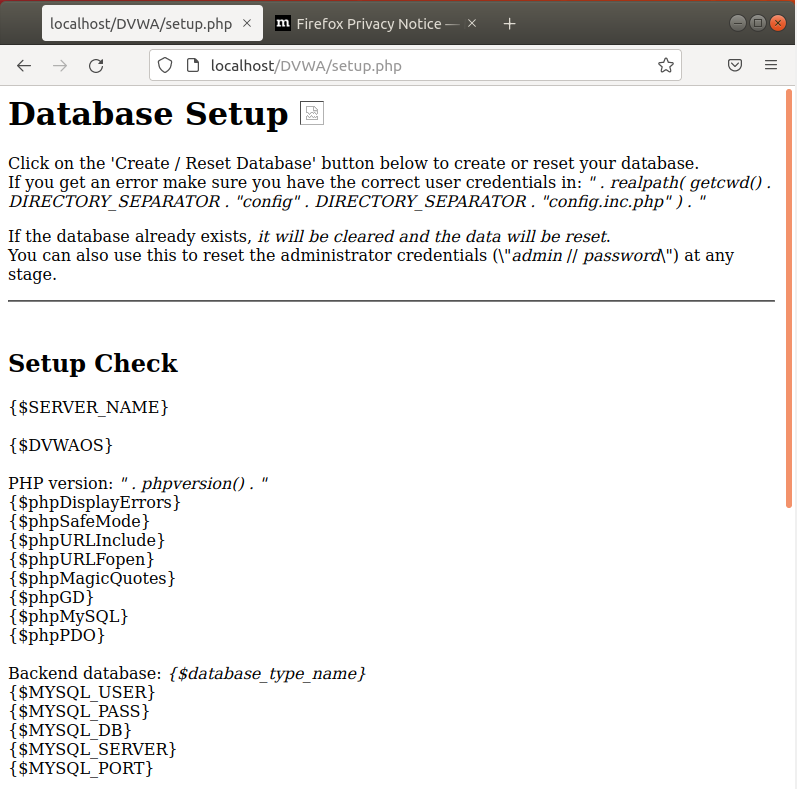 localhost/DVWA/setup.php
Firefox Privacy Notice —
localhost/DVWA/setup.php
Database Setup
Click on the 'Create / Reset Database' button below to create or reset your database.
If you get an error make sure you have the correct user credentials in: " . realpath( getcwd() .
DIRECTORY_SEPARATOR . "config" . DIRECTORY_SEPARATOR . "config.inc.php" ) . "
If the database already exists, it will be cleared and the data will be reset.
You can also use this to reset the administrator credentials (\"admin // password\") at any
stage.
Setup Check
{$SERVER_NAME}
{$DVWAOS}
PHP version: " . phpversion() . "
{$phpDisplayErrors}
{$phpSafeMode}
{$phpURLInclude}
{$phpURLFopen}
{$phpMagicQuotes}
{$phpGD}
{$phpMySQL}
{$phpPDO}
Backend database: {$database_type_name}
{$MYSQL_USER}
{$MYSQL_PASS}
{$MYSQL_DB}
{$MYSQL_SERVER}
{$MYSQL_PORT}